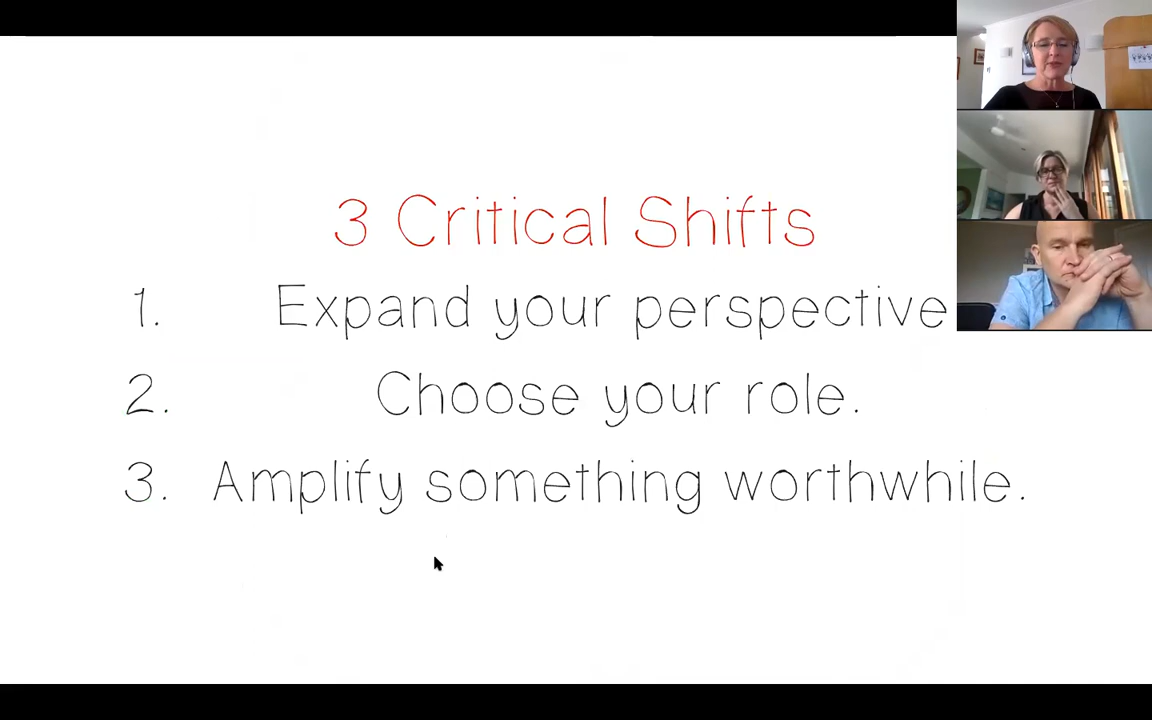 3 Critical Shifts
1. Expand your perspective
2. Choose your role.
3. Amplify something worthwhile.